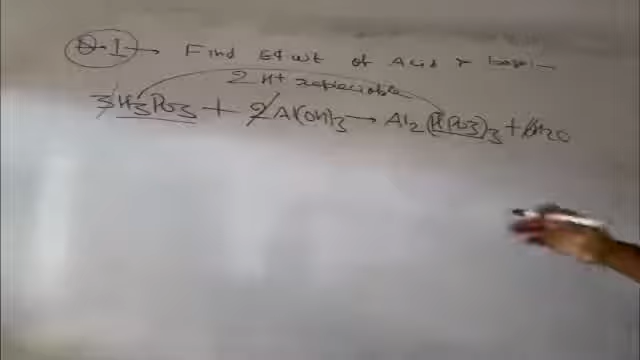 Q-1 → Find Eq wt of Acid & base:-
2 H+ replaceable
3H3PO3 + 2Al(OH)3 → Al2(HPO3)3 + 6H2O